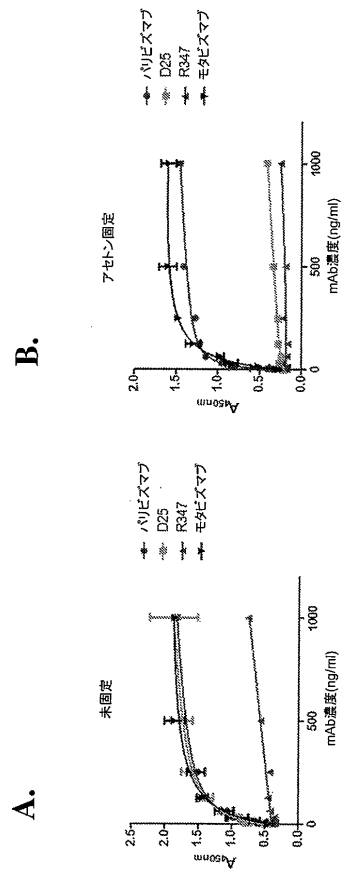 A.
未固定
2.5
2.0
1.5
1.0
0.5
0.0
A450nm
0
500
1000
mAb濃度(ng/ml)
パリビズマブ
D25
R347
モタビズマブ
B.
アセトン固定
2.0
1.5
1.0
0.5
0.0
A450nm
0
500
1000
mAb濃度(ng/ml)
パリビズマブ
D25
R347
モタビズマブ